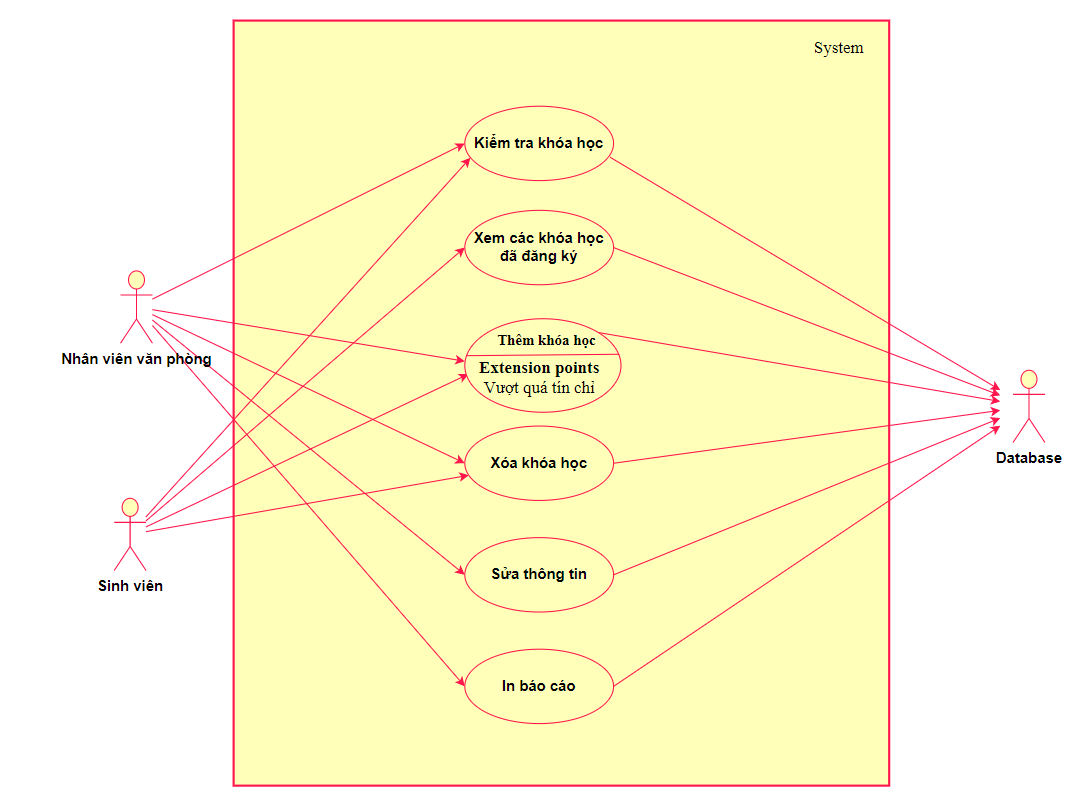 System
Kiểm tra khóa học
Xem các khóa học
đã đăng ký
Thêm khóa học
Extension points
Vượt quá tín chỉ
Nhân viên văn phòng
Xóa khóa học
Database
Sửa thông tin
Sinh viên
In báo cáo